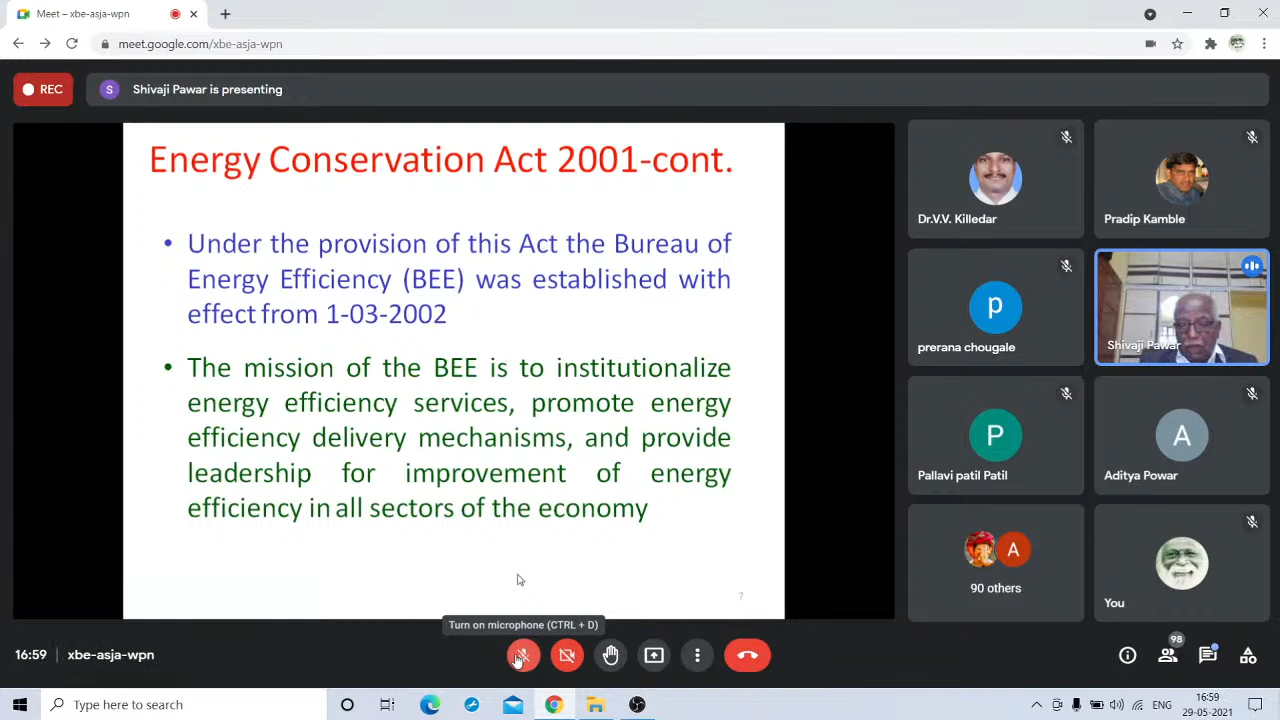 Meet – xbe-asja-wpn
meet.google.com/xbe-asja-wpn
REC
S
Shivaji Pawar is presenting
Energy Conservation Act 2001-cont.
• Under the provision of this Act the Bureau of
Energy Efficiency (BEE) was established with
effect from 1-03-2002
• The mission of the BEE is to institutionalize
energy efficiency services, promote energy
efficiency delivery mechanisms, and provide
leadership for improvement of energy
efficiency in all sectors of the economy
7
Dr.V.V. Killedar
Pradip Kamble
p
prerana chougale
Shivaji Pawar
P
Pallavi patil Patil
A
Aditya Powar
A
90 others
You
Turn on microphone (CTRL + D)
16:59
xbe-asja-wpn
98
Type here to search
ENG
16:59
29-05-2021